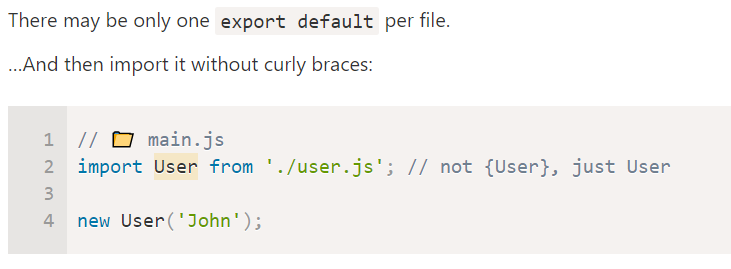 There may be only one export default per file.
…And then import it without curly braces:
1 // 📁 main.js
2 import User from './user.js'; // not {User}, just User
3
4 new User('John');